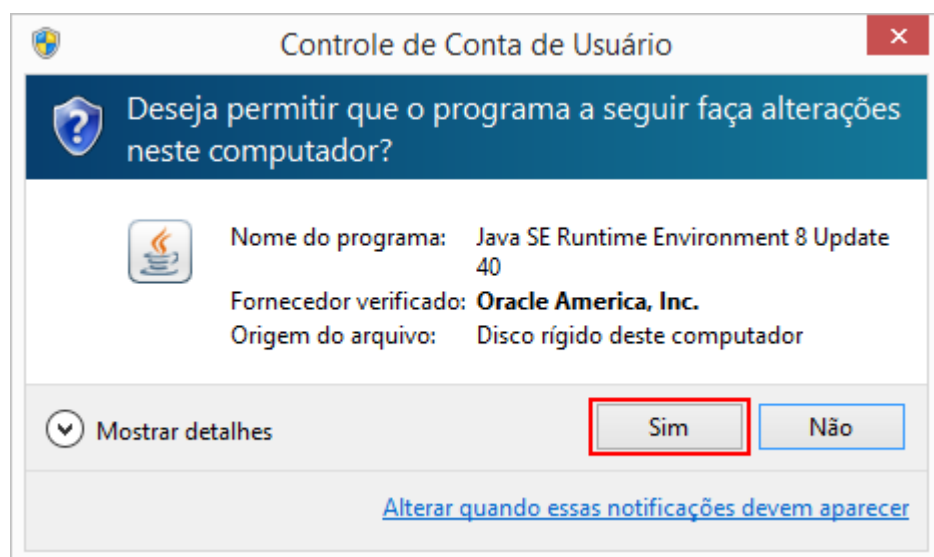 Controle de Conta de Usuário
Deseja permitir que o programa a seguir faça alterações
neste computador?
Nome do programa: Java SE Runtime Environment 8 Update
40
Fornecedor verificado: Oracle America, Inc.
Origem do arquivo: Disco rígido deste computador
Mostrar detalhes
Sim
Não
Alterar quando essas notificações devem aparecer